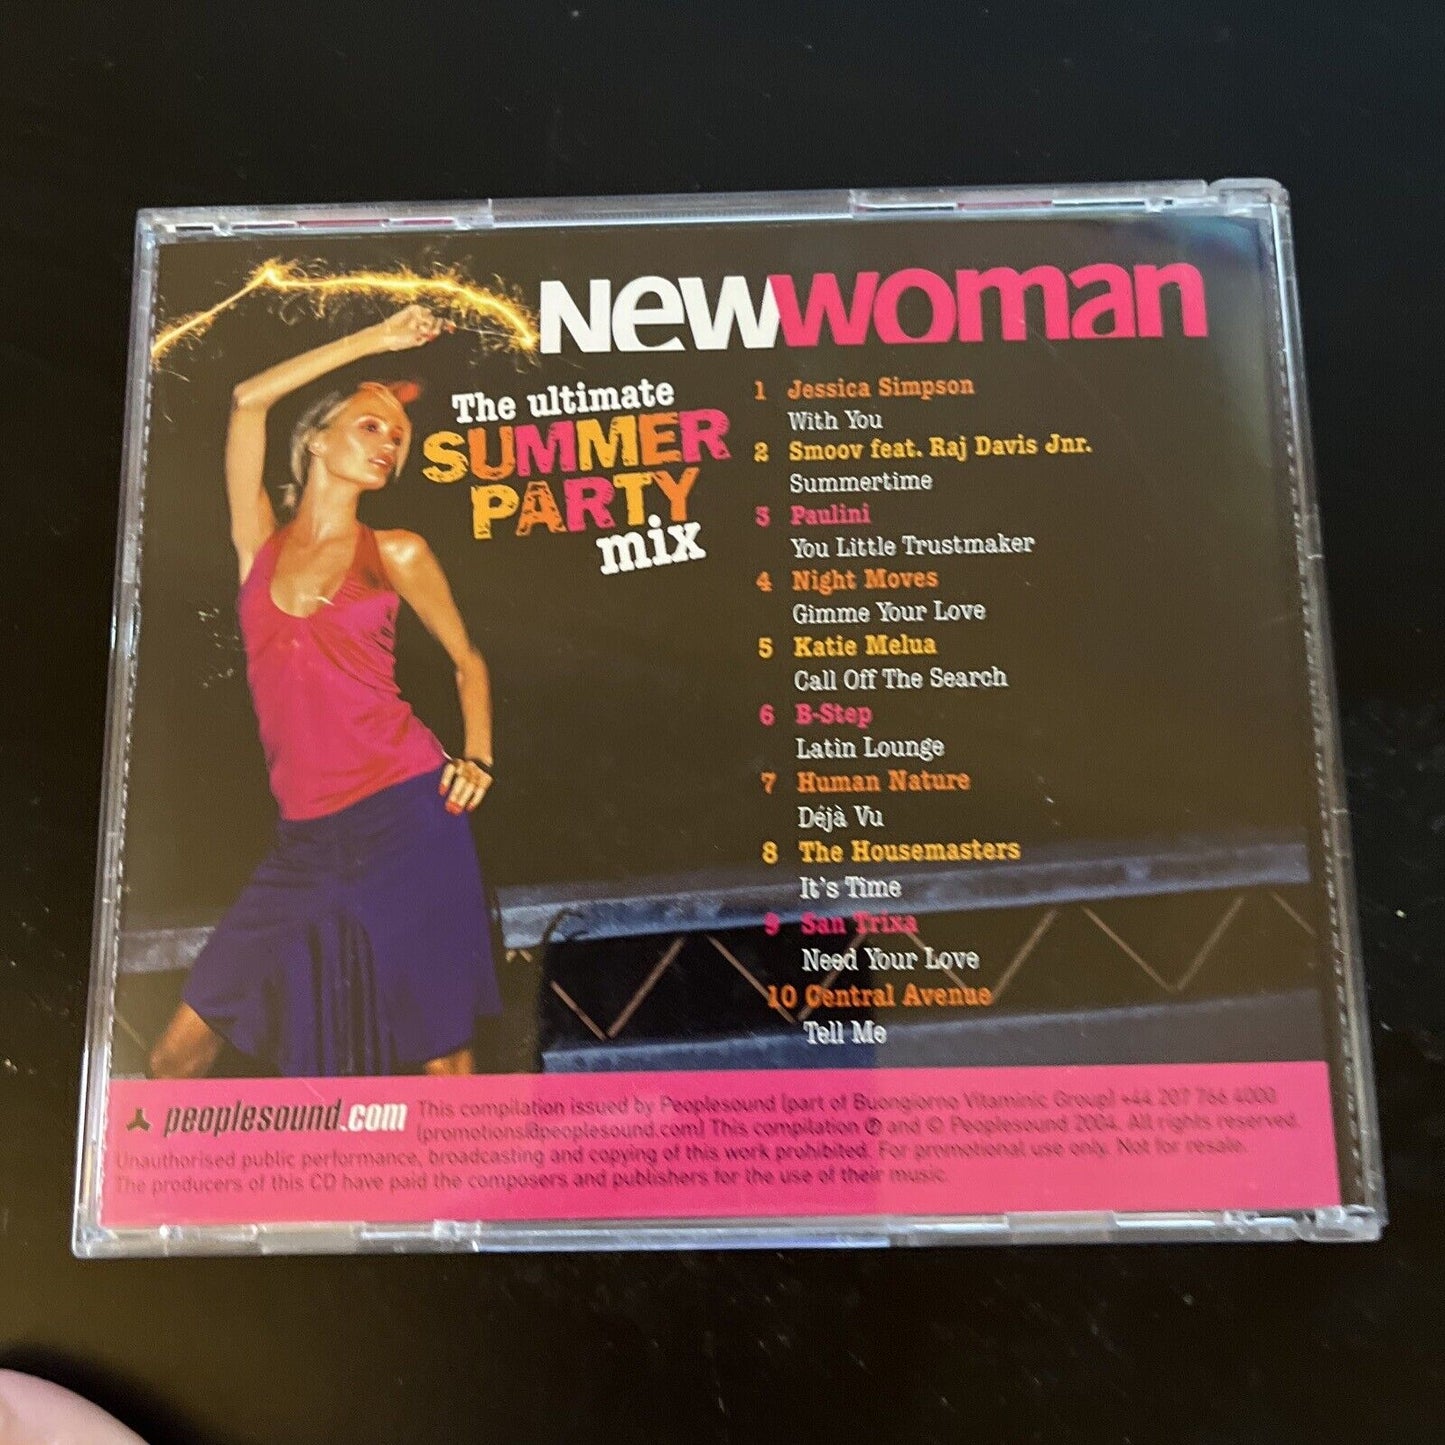 NEWWOMAN
The ultimate
SUMMER
PARTY
mix
1 Jessica Simpson
With You
2 Smoov feat. Raj Davis Jnr.
Summertime
3 Paulini
You Little Trustmaker
4 Night Moves
Gimme Your Love
5 Katie Melua
Call Off The Search
6 B-Step
Latin Lounge
7 Human Nature
Déjà Vu
8 The Housemasters
It's Time
9 San Trixa
Need Your Love
10 Central Avenue
Tell Me
peoplesound.com
This compilation issued by Peoplesound (part of Buongiorno Vitaminic Group) +44 207 766 4000
(promotions@peoplesound.com) This compilation ℗ and © Peoplesound 2004. All rights reserved.
Unauthorised public performance, broadcasting and copying of this work prohibited. For promotional use only. Not for resale.
The producers of this CD have paid the composers and publishers for the use of their music.